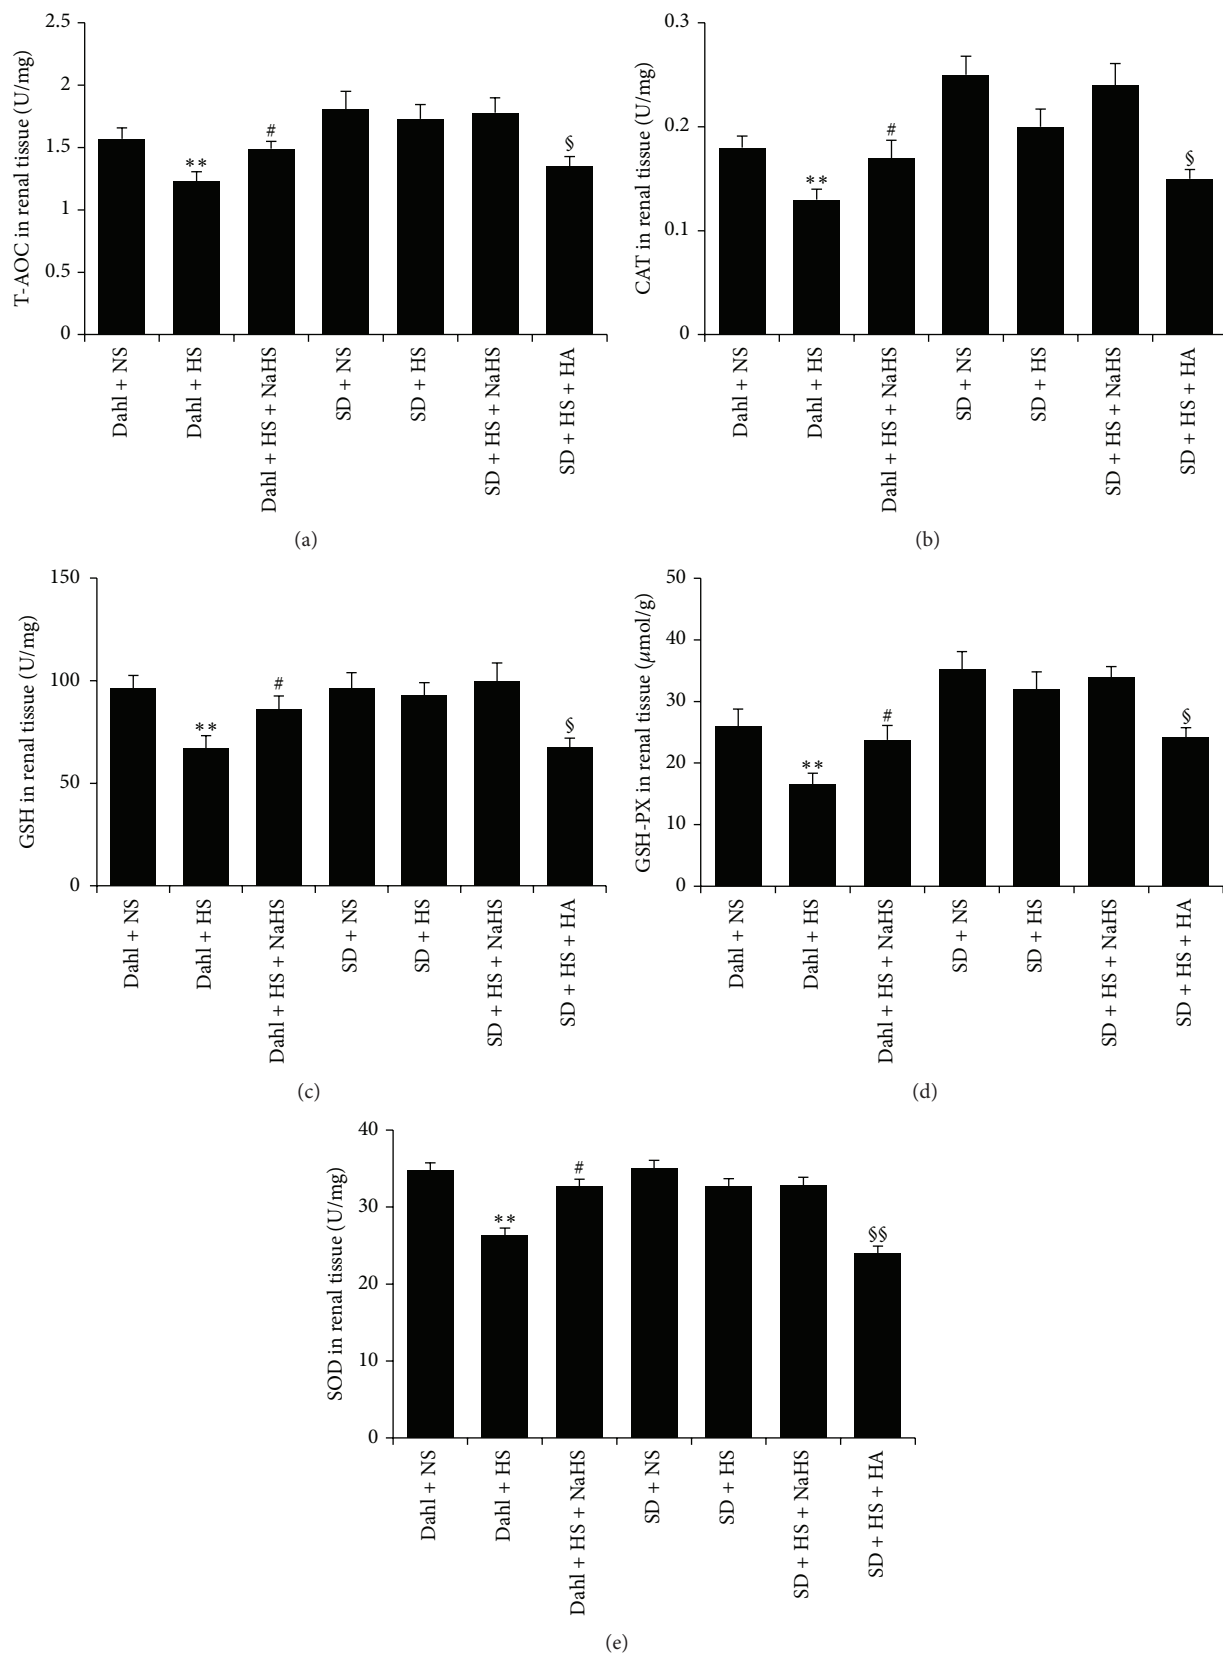 T-AOC in renal tissue (U/mg)
2.5
2
1.5
1
0.5
0
**
#
§
Dahl + NS
Dahl + HS
Dahl + HS + NaHS
SD + NS
SD + HS
SD + HS + NaHS
SD + HS + HA
(a)
CAT in renal tissue (U/mg)
0.3
0.2
0.1
0
**
#
§
Dahl + NS
Dahl + HS
Dahl + HS + NaHS
SD + NS
SD + HS
SD + HS + NaHS
SD + HS + HA
(b)
GSH in renal tissue (U/mg)
150
100
50
0
**
#
§
Dahl + NS
Dahl + HS
Dahl + HS + NaHS
SD + NS
SD + HS
SD + HS + NaHS
SD + HS + HA
(c)
GSH-PX in renal tissue (μmol/g)
50
40
30
20
10
0
**
#
§
Dahl + NS
Dahl + HS
Dahl + HS + NaHS
SD + NS
SD + HS
SD + HS + NaHS
SD + HS + HA
(d)
SOD in renal tissue (U/mg)
40
30
20
10
0
**
#
§§
Dahl + NS
Dahl + HS
Dahl + HS + NaHS
SD + NS
SD + HS
SD + HS + NaHS
SD + HS + HA
(e)